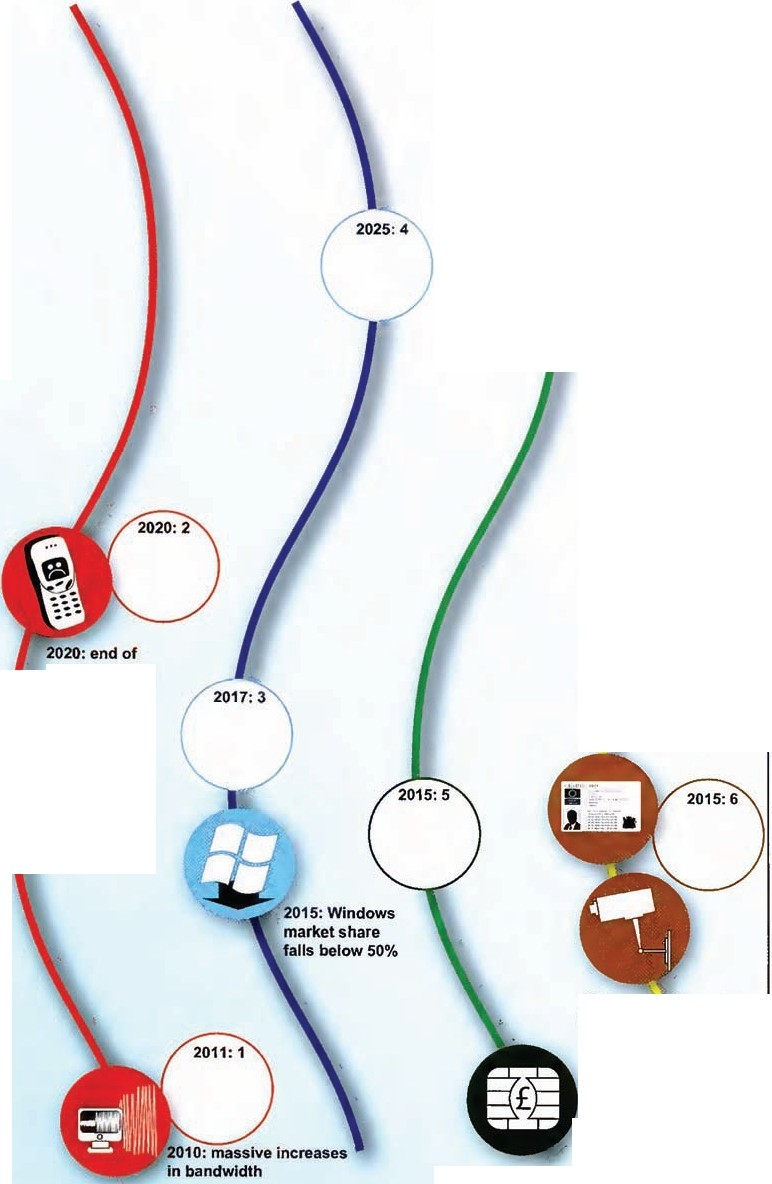 2025: 4
2020: 2
2020: end of
2017: 3
2015: 5
2015: 6
2015: Windows
market share
falls below 50%
2011: 1
£
2010: massive increases
in bandwidth